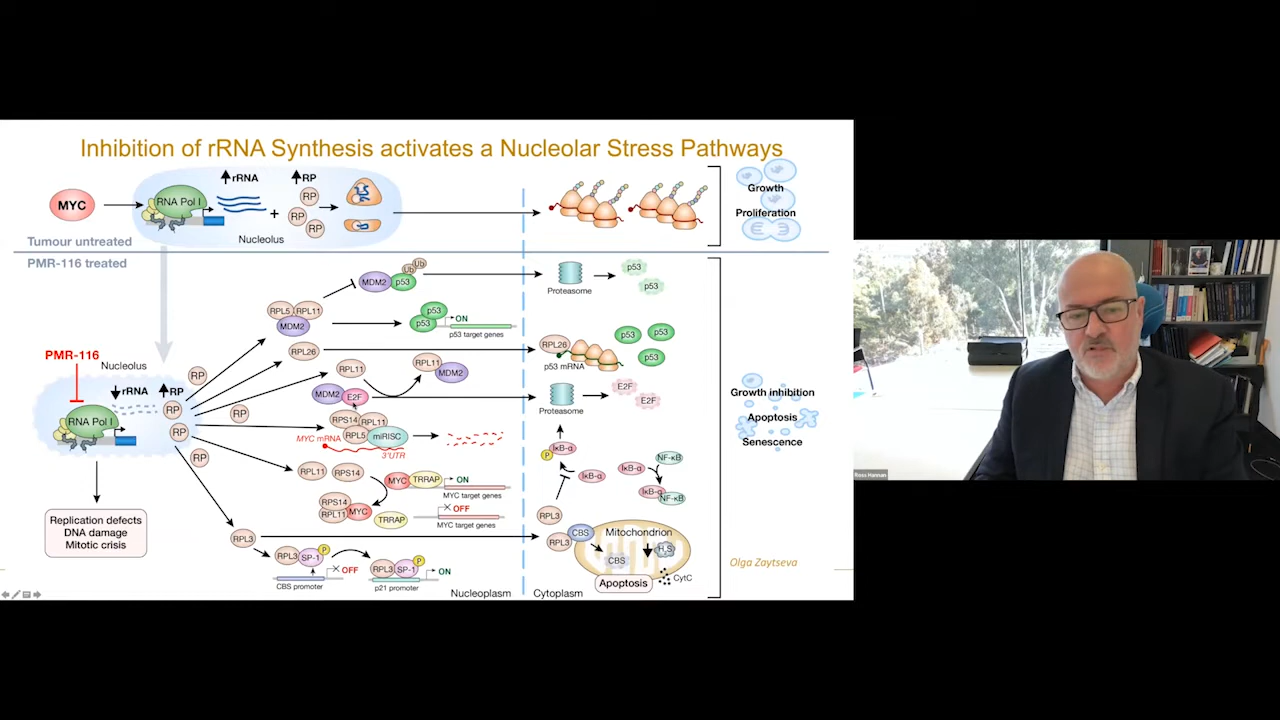 Inhibition of rRNA Synthesis activates a Nucleolar Stress Pathways
MYC
RNA Pol I
rRNA
+
RP
RP
RP
RP
Nucleolus
Growth
Proliferation
Tumour untreated
PMR-116 treated
MDM2
Ub
Ub
p53
Proteasome
p53
p53
RPL5
RPL11
MDM2
p53
p53
ON
p53 target genes
RPL26
RPL26
p53 mRNA
p53
p53
p53
PMR-116
Nucleolus
rRNA
RP
RNA Pol I
RP
RP
RP
RP
RP
RPL11
RPL11
MDM2
MDM2
E2F
Proteasome
E2F
E2F
RPS14
RPL11
RPL5
miRISC
MYC mRNA
3'UTR
Growth inhibition
Apoptosis
Senescence
P
IκB-α
IκB-α
IκB-α
NF-κB
IκB-α
NF-κB
RPL11
RPS14
MYC
TRRAP
ON
MYC target genes
RPS14
RPL11
MYC
TRRAP
OFF
MYC target genes
Replication defects
DNA damage
Mitotic crisis
RPL3
RPL3
RPL3
CBS
Mitochondrion
CBS
H₂S
CytC
Apoptosis
RPL3
SP-1
P
OFF
CBS promoter
RPL3
SP-1
P
ON
p21 promoter
Nucleoplasm
Cytoplasm
Olga Zaytseva
Ross Hannan